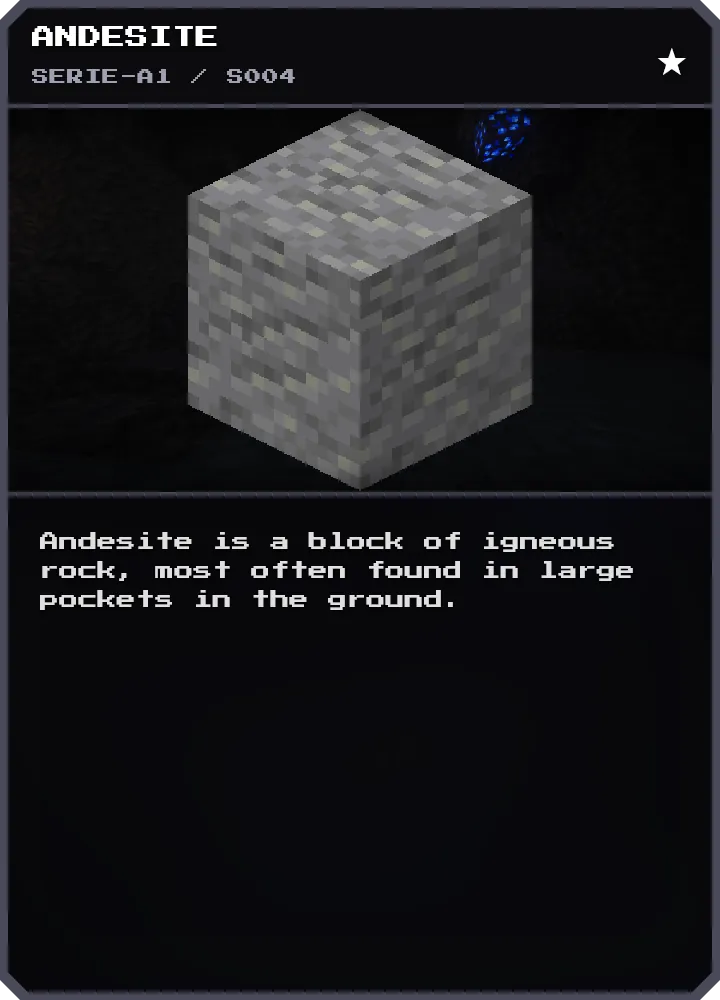 ANDESITE
SERIE-A1 / S004
Andesite is a block of igneous
rock, most often found in large
pockets in the ground.